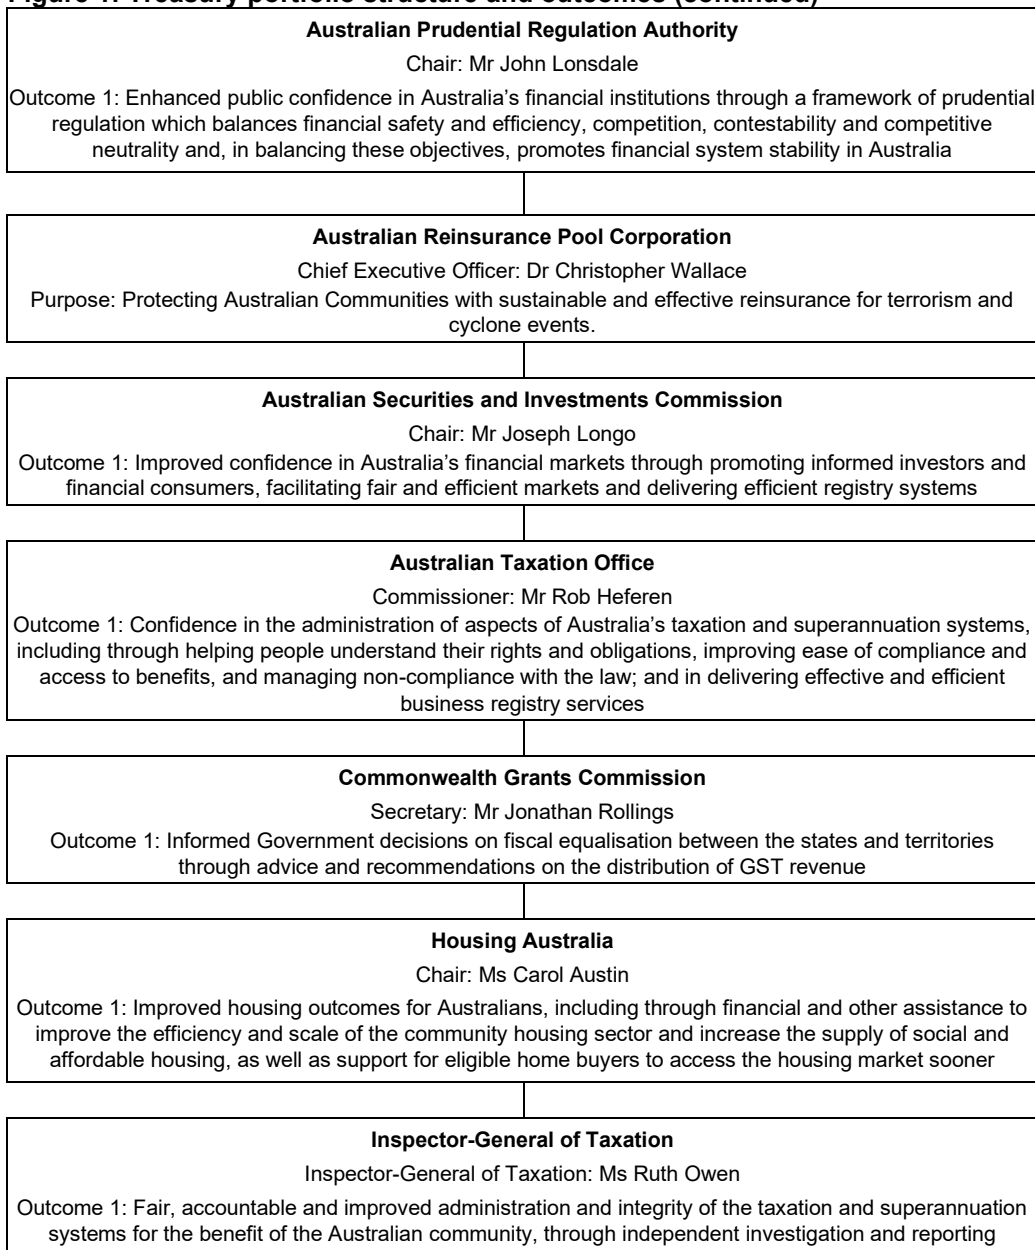 Figure 1: Treasury portfolio structure and outcomes (continued)
Australian Prudential Regulation Authority
Chair: Mr John Lonsdale
Outcome 1: Enhanced public confidence in Australia’s financial institutions through a framework of prudential
regulation which balances financial safety and efficiency, competition, contestability and competitive
neutrality and, in balancing these objectives, promotes financial system stability in Australia
Australian Reinsurance Pool Corporation
Chief Executive Officer: Dr Christopher Wallace
Purpose: Protecting Australian Communities with sustainable and effective reinsurance for terrorism and
cyclone events.
Australian Securities and Investments Commission
Chair: Mr Joseph Longo
Outcome 1: Improved confidence in Australia’s financial markets through promoting informed investors and
financial consumers, facilitating fair and efficient markets and delivering efficient registry systems
Australian Taxation Office
Commissioner: Mr Rob Heferen
Outcome 1: Confidence in the administration of aspects of Australia’s taxation and superannuation systems,
including through helping people understand their rights and obligations, improving ease of compliance and
access to benefits, and managing non-compliance with the law; and in delivering effective and efficient
business registry services
Commonwealth Grants Commission
Secretary: Mr Jonathan Rollings
Outcome 1: Informed Government decisions on fiscal equalisation between the states and territories
through advice and recommendations on the distribution of GST revenue
Housing Australia
Chair: Ms Carol Austin
Outcome 1: Improved housing outcomes for Australians, including through financial and other assistance to
improve the efficiency and scale of the community housing sector and increase the supply of social and
affordable housing, as well as support for eligible home buyers to access the housing market sooner
Inspector-General of Taxation
Inspector-General of Taxation: Ms Ruth Owen
Outcome 1: Fair, accountable and improved administration and integrity of the taxation and superannuation
systems for the benefit of the Australian community, through independent investigation and reporting